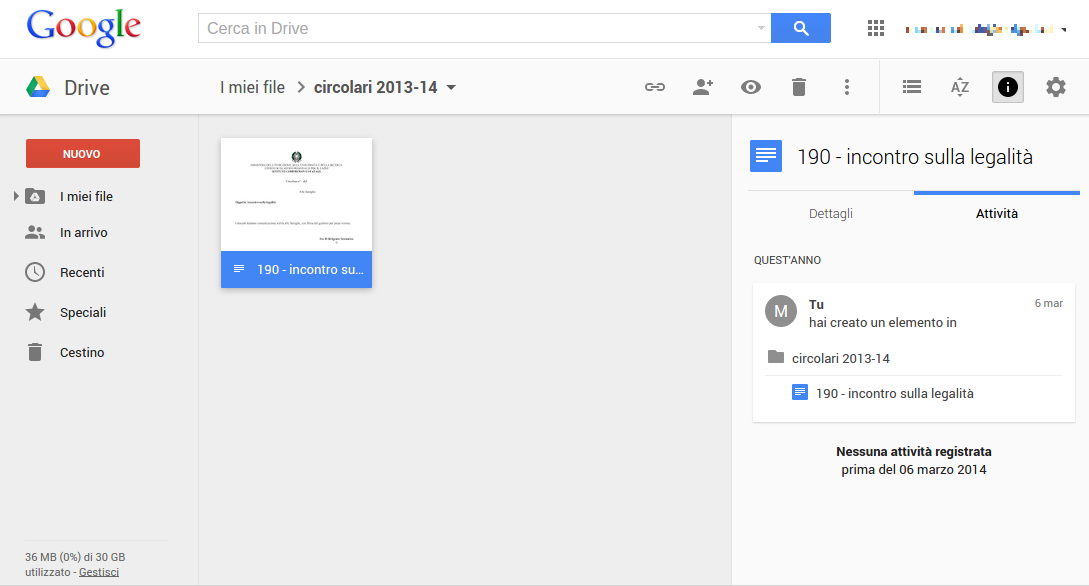 Google
Cerca in Drive
Drive
I miei file
circolari 2013-14
AZ
NUOVO
I miei file
In arrivo
Recenti
Speciali
Cestino
36 MB (0%) di 30 GB
utilizzato - Gestisci
190 - incontro su...
190 - incontro sulla legalità
Dettagli
Attività
QUEST'ANNO
M
Tu
6 mar
hai creato un elemento in
circolari 2013-14
190 - incontro sulla legalità
Nessuna attività registrata
prima del 06 marzo 2014